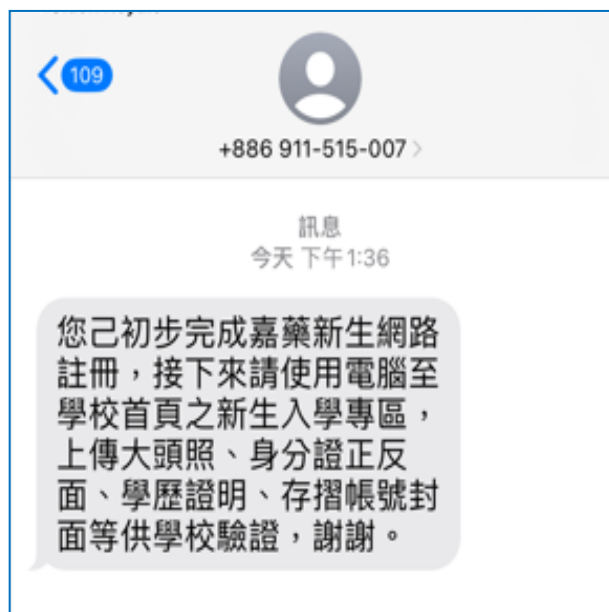 109
+886 911-515-007
訊息
今天 下午1:36
您己初步完成嘉藥新生網路
註冊，接下來請使用電腦至
學校首頁之新生入學專區，
上傳大頭照、身分證正反
面、學歷證明、存摺帳號封
面等供學校驗證，謝謝。